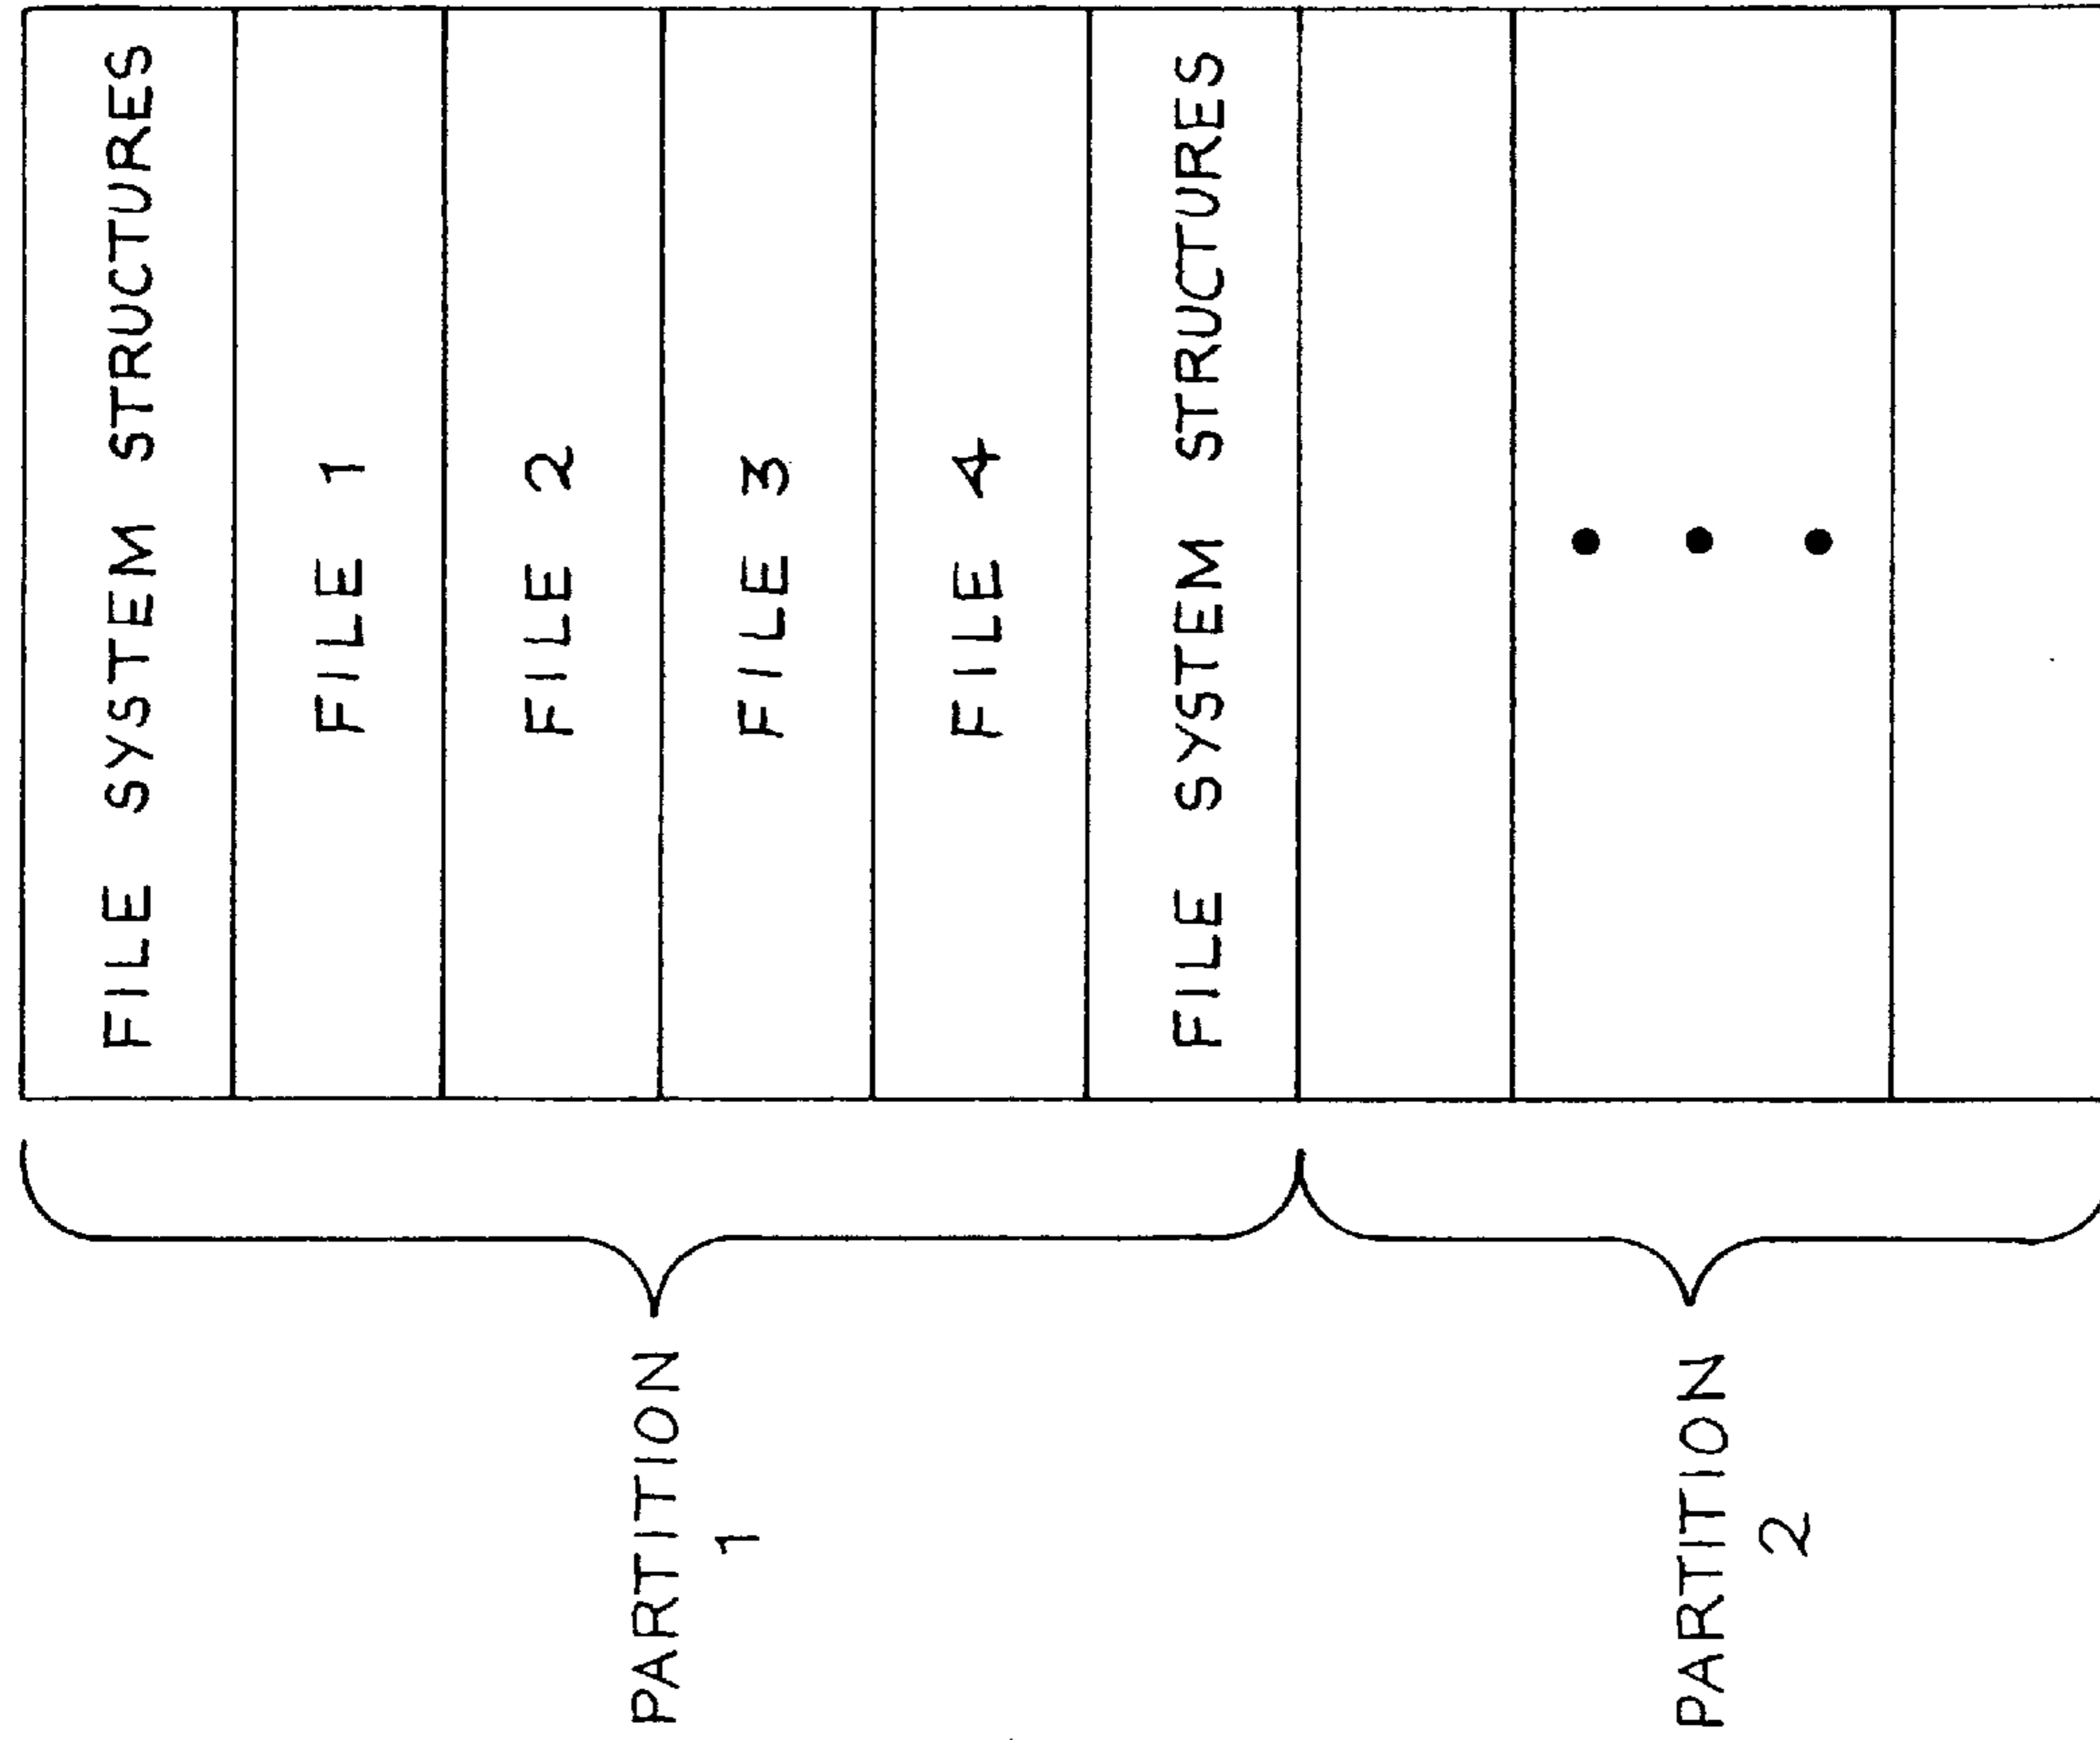 FILE SYSTEM STRUCTURES
FILE 1
FILE 2
FILE 3
FILE 4
FILE SYSTEM STRUCTURES
PARTITION
1
PARTITION
2